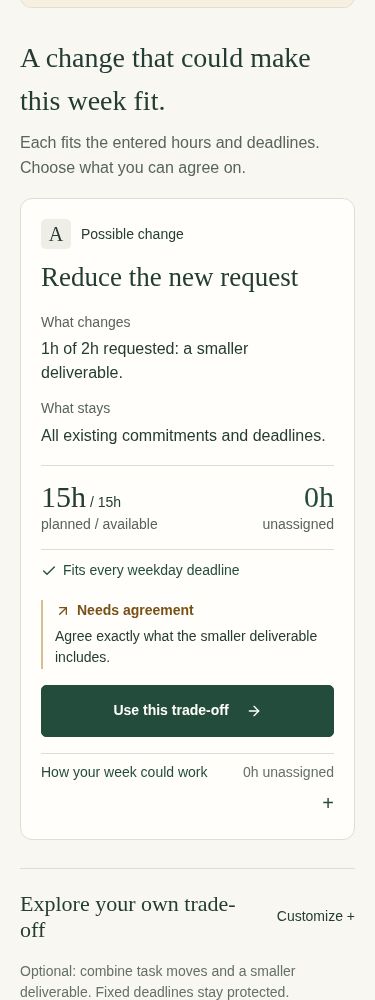 A change that could make
this week fit.
Each fits the entered hours and deadlines.
Choose what you can agree on.
A Possible change
Reduce the new request
What changes
1h of 2h requested: a smaller
deliverable.
What stays
All existing commitments and deadlines.
15h / 15h 0h
planned / available unassigned
Fits every weekday deadline
Needs agreement
Agree exactly what the smaller deliverable
includes.
Use this trade-off →
How your week could work 0h unassigned
+
Explore your own trade-
off
Customize +
Optional: combine task moves and a smaller
deliverable. Fixed deadlines stay protected.